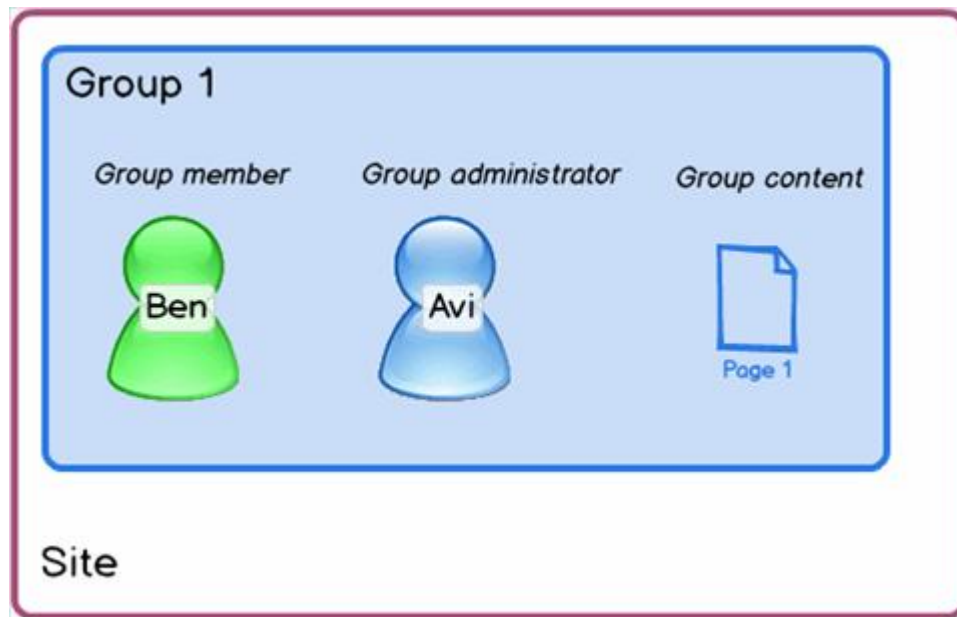 Group 1
Group member
Group administrator
Group content
Ben
Avi
Page 1
Site